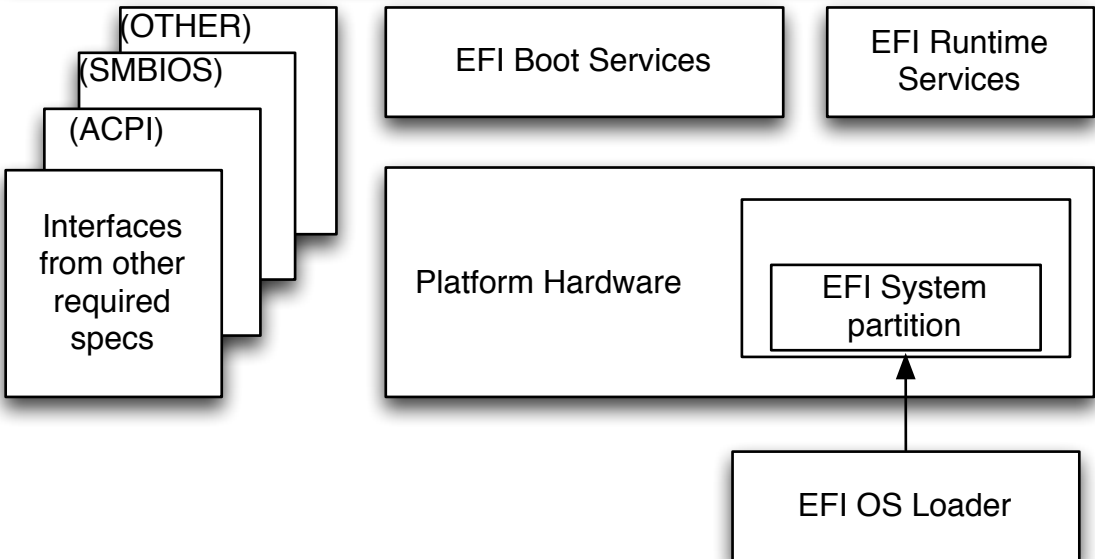 (OTHER)
(SMBIOS)
(ACPI)
Interfaces
from other
required
specs
EFI Boot Services
EFI Runtime
Services
Platform Hardware
EFI System
partition
EFI OS Loader